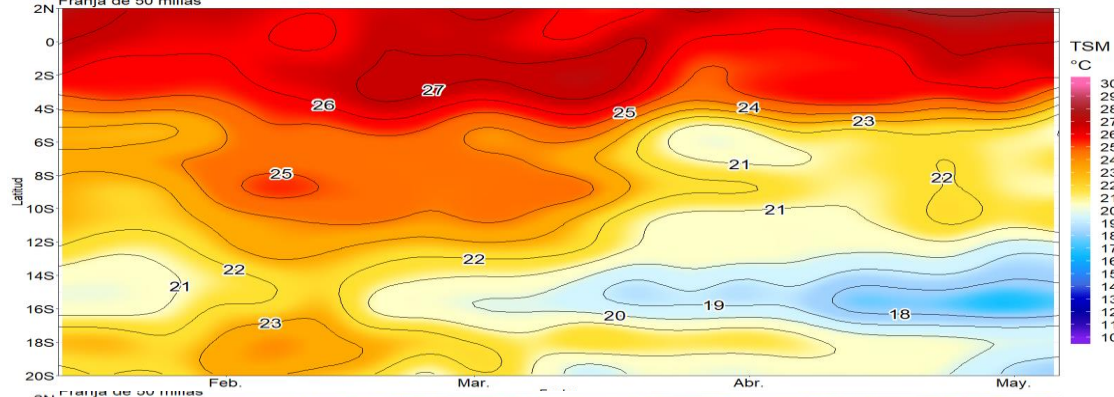 Franja de 50 millas
2N
0
2S
4S
6S
8S
10S
12S
14S
16S
18S
20S
Latitud
27
26
25
24
23
21
25
22
21
22
22
21
20
19
18
23
Feb.
Mar.
Abr.
May.
TSM
°C
30
29
28
27
26
25
24
23
22
21
20
19
18
17
16
15
14
13
12
11
10
Franja de 50 millas